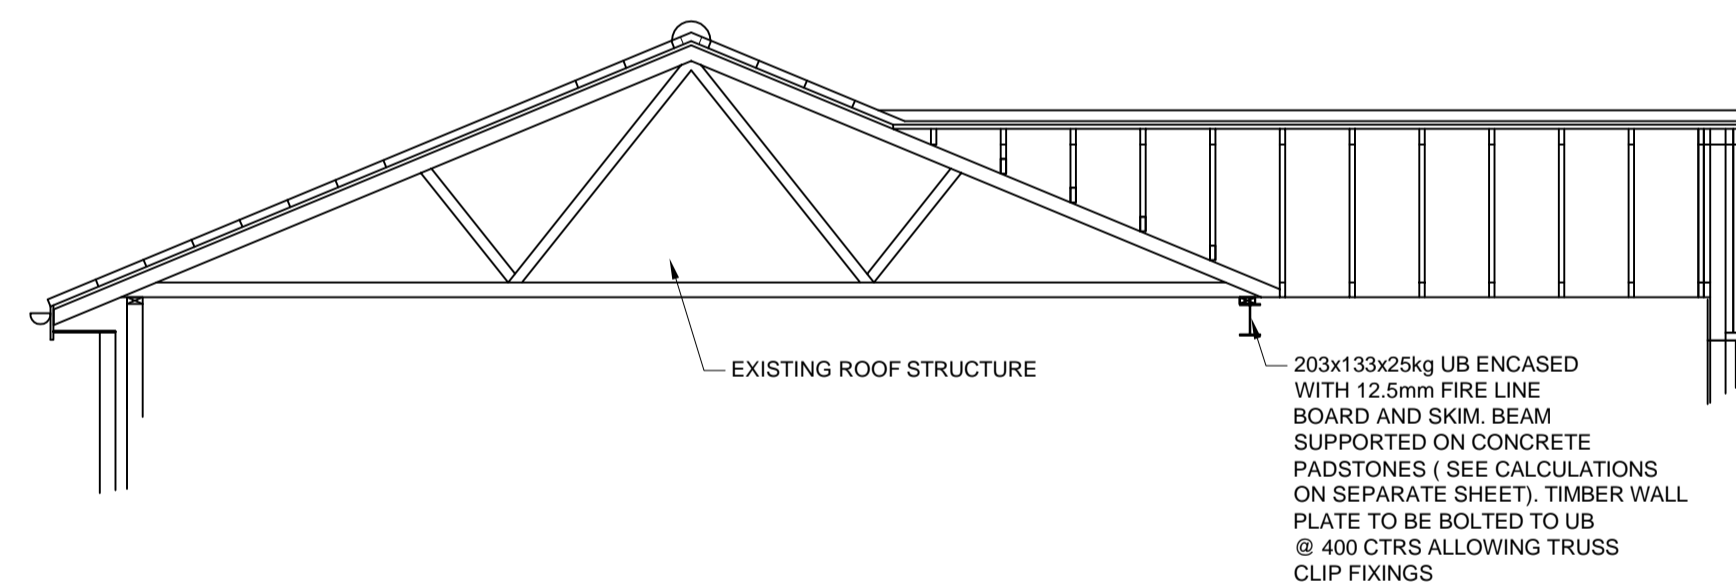 EXISTING ROOF STRUCTURE
203x133x25kg UB ENCASED
WITH 12.5mm FIRE LINE
BOARD AND SKIM. BEAM
SUPPORTED ON CONCRETE
PADSTONES ( SEE CALCULATIONS
ON SEPARATE SHEET). TIMBER WALL
PLATE TO BE BOLTED TO UB
@ 400 CTRS ALLOWING TRUSS
CLIP FIXINGS